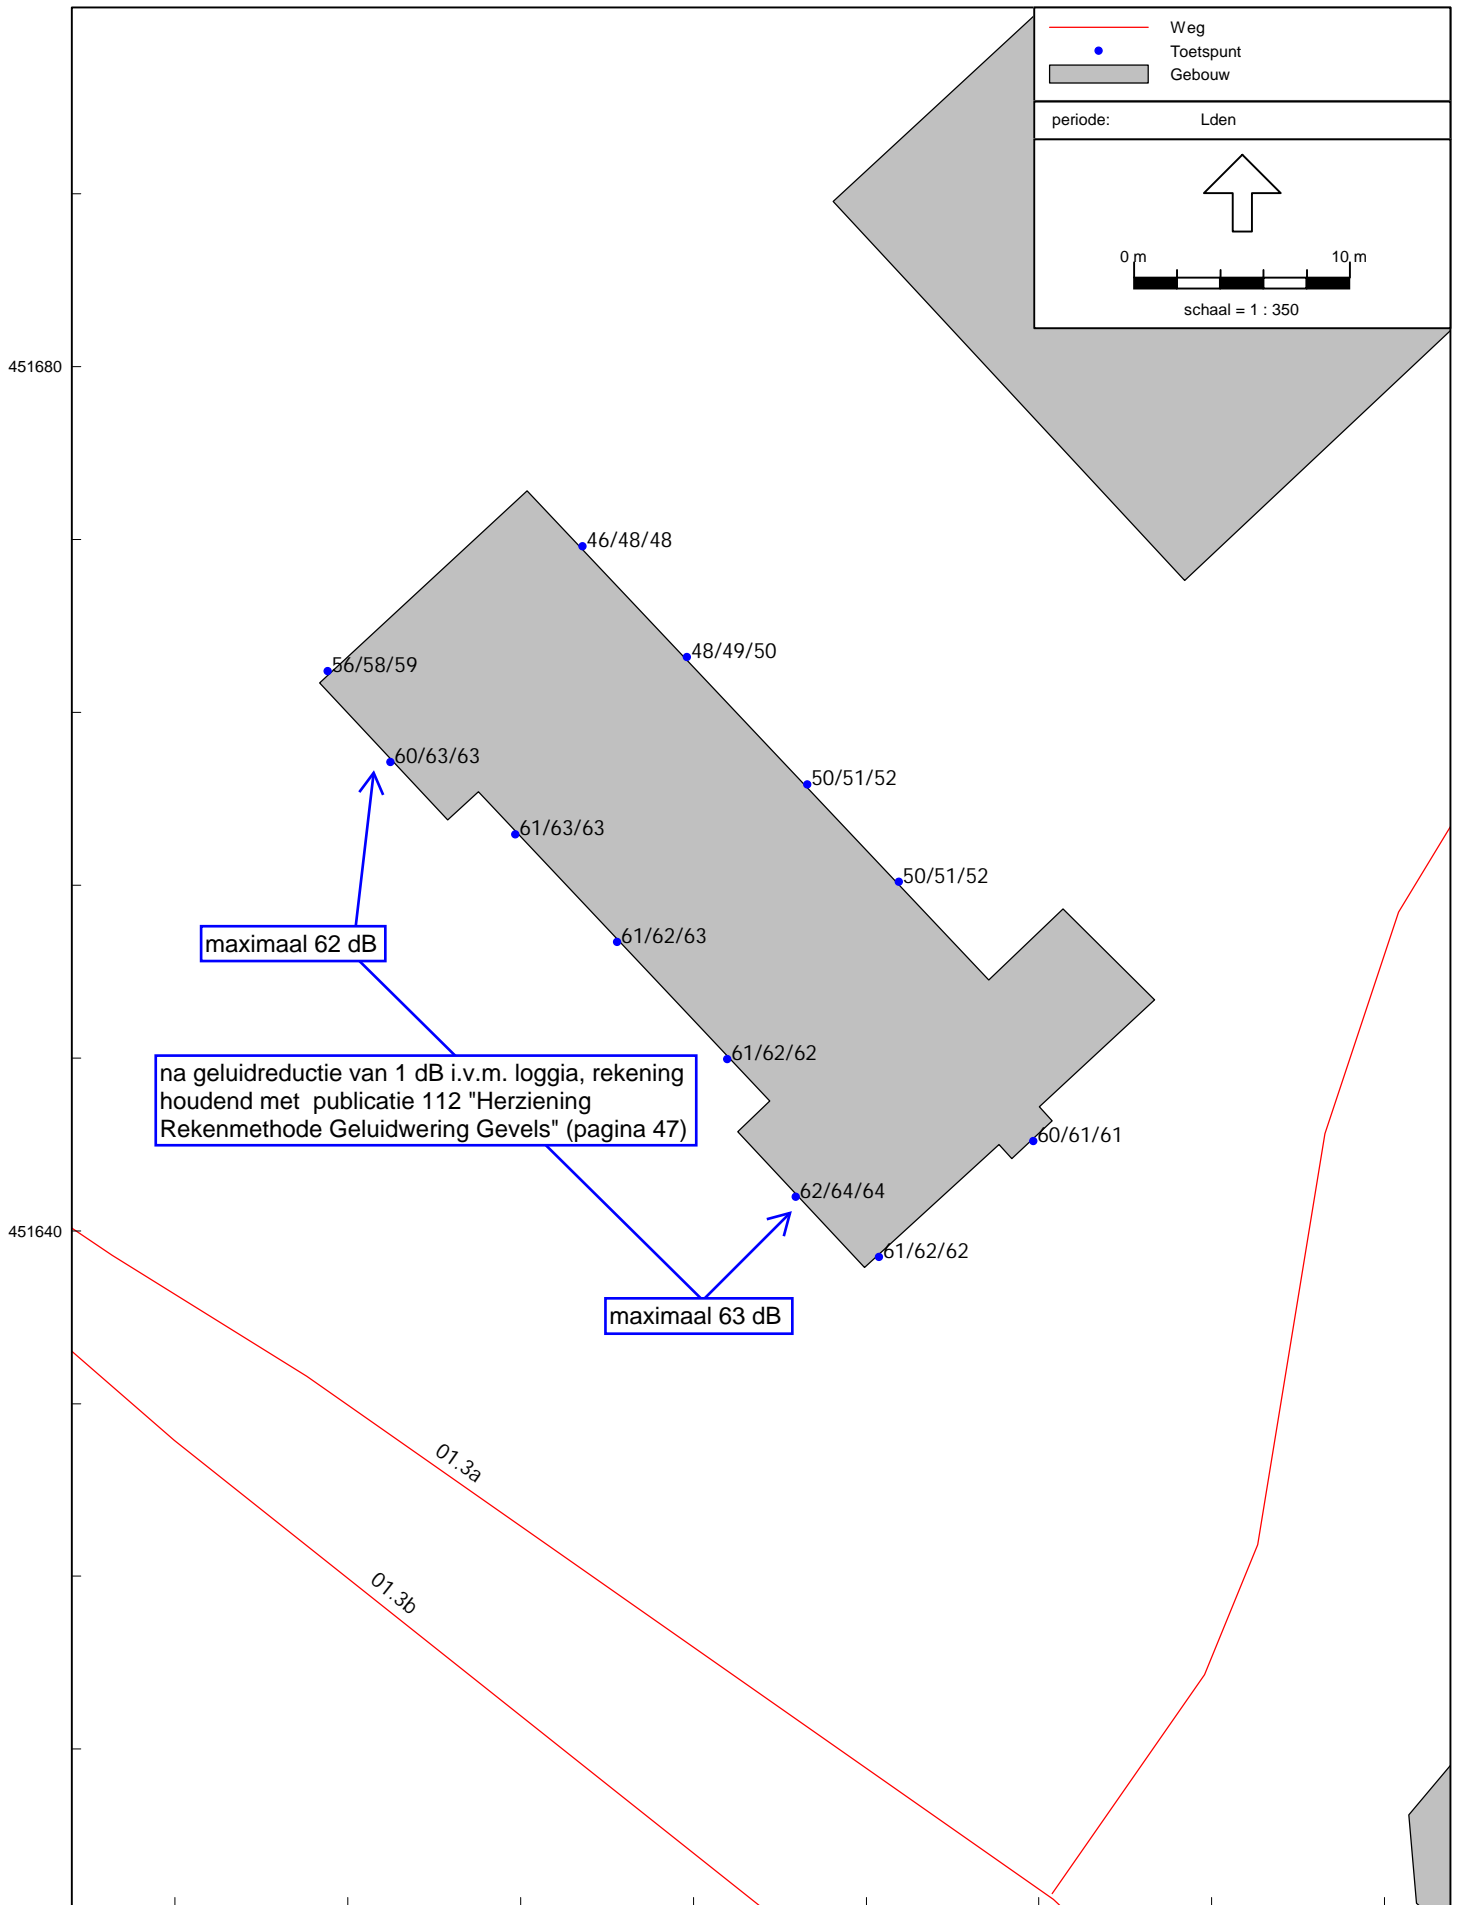 Weg
Toetspunt
Gebouw
periode: Lden
0 m 10 m
schaal = 1 : 350
451680
46/48/48
48/49/50
56/58/59
60/63/63
50/51/52
61/63/63
50/51/52
61/62/63
maximaal 62 dB
61/62/62
na geluidreductie van 1 dB i.v.m. loggia, rekening
houdend met publicatie 112 "Herziening
Rekenmethode Geluidwering Gevels" (pagina 47)
60/61/61
62/64/64
451640
61/62/62
maximaal 63 dB
01.3a
01.3b